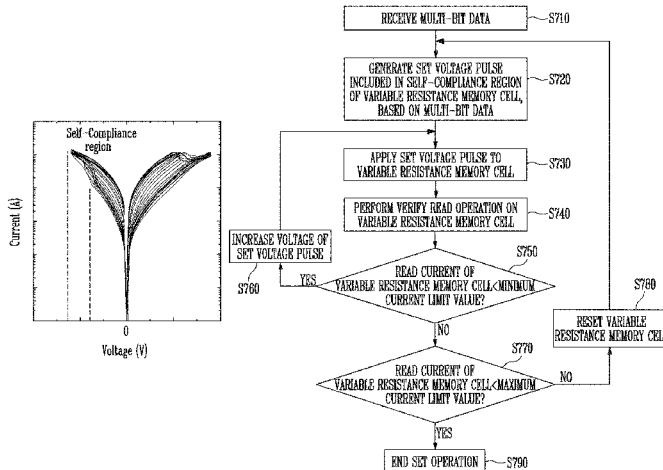 Self-Compliance
region
Current (A)
0
Voltage (V)
RECEIVE MULTI-BIT DATA
S710
GENERATE SET VOLTAGE PULSE
INCLUDED IN SELF-COMPLIANCE REGION
OF VARIABLE RESISTANCE MEMORY CELL,
BASED ON MULTI-BIT DATA
S720
APPLY SET VOLTAGE PULSE TO
VARIABLE RESISTANCE MEMORY CELL
S730
PERFORM VERIFY READ OPERATION ON
VARIABLE RESISTANCE MEMORY CELL
S740
INCREASE VOLTAGE OF
SET VOLTAGE PULSE
S760
YES
READ CURRENT OF
VARIABLE RESISTANCE MEMORY CELL<MINIMUM
CURRENT LIMIT VALUE?
S750
NO
READ CURRENT OF
VARIABLE RESISTANCE MEMORY CELL<MAXIMUM
CURRENT LIMIT VALUE?
S770
NO
RESET VARIABLE
RESISTANCE MEMORY CELL
S780
YES
END SET OPERATION
S790